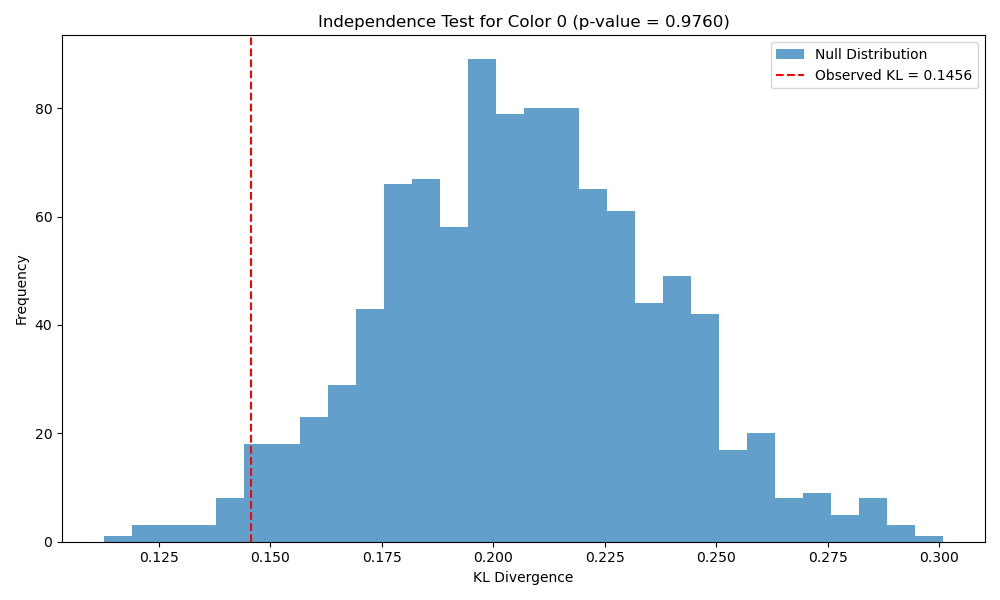 Independence Test for Color 0 (p-value = 0.9760)
Null Distribution
Observed KL = 0.1456
Frequency
80
60
40
20
0
0.125 0.150 0.175 0.200 0.225 0.250 0.275 0.300
KL Divergence